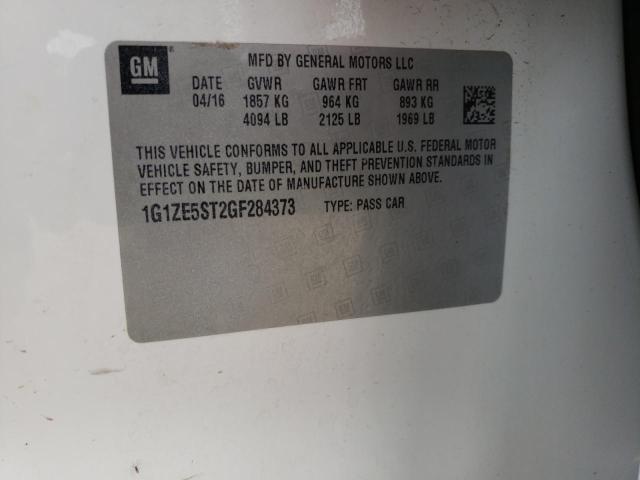 GM
MFD BY GENERAL MOTORS LLC
DATE GVWR GAWR FRT GAWR RR
04/16 1857 KG 964 KG 893 KG
4094 LB 2125 LB 1969 LB
THIS VEHICLE CONFORMS TO ALL APPLICABLE U.S. FEDERAL MOTOR
VEHICLE SAFETY, BUMPER, AND THEFT PREVENTION STANDARDS IN
EFFECT ON THE DATE OF MANUFACTURE SHOWN ABOVE.
1G1ZE5ST2GF284373 TYPE: PASS CAR